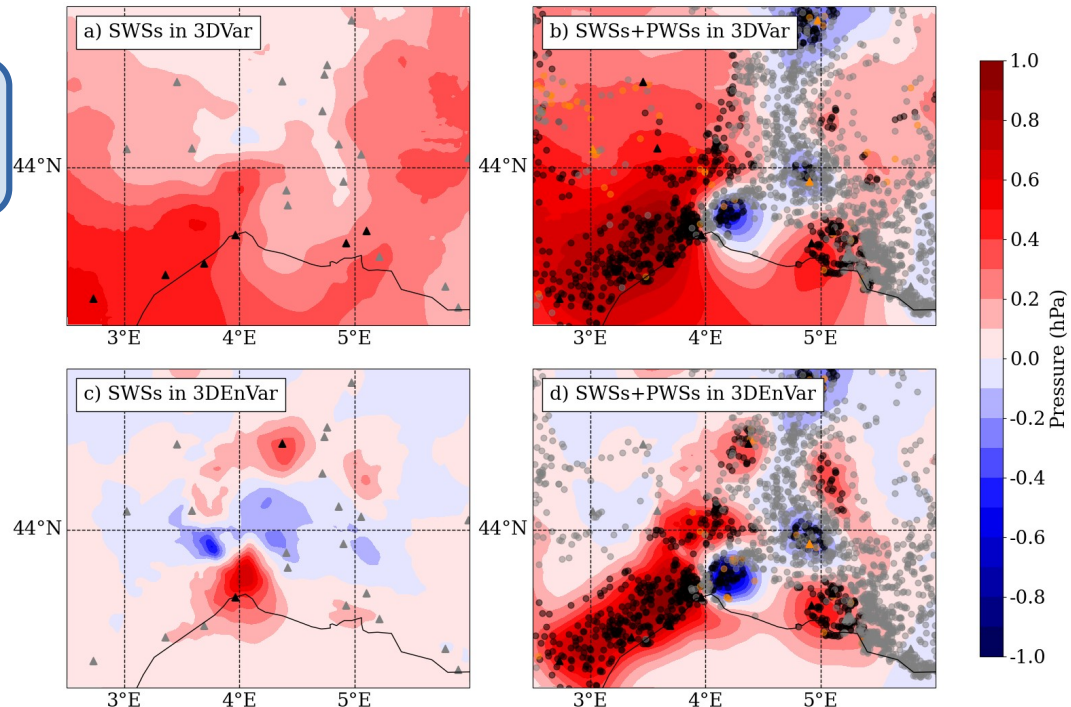 a) SWSs in 3DVar
b) SWSs+PWSs in 3DVar
44°N
44°N
3°E
4°E
5°E
3°E
4°E
5°E
c) SWSs in 3DEnVar
d) SWSs+PWSs in 3DEnVar
44°N
44°N
3°E
4°E
5°E
3°E
4°E
5°E
1.0
0.8
0.6
0.4
0.2
0.0
-0.2
-0.4
-0.6
-0.8
-1.0
Pressure (hPa)